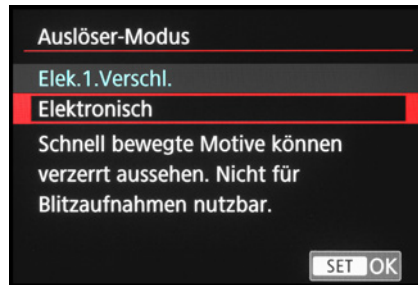 Auslöser-Modus
Elek.1.Verschl.
Elektronisch
Schnell bewegte Motive können
verzerrt aussehen. Nicht für
Blitzaufnahmen nutzbar.
SET OK